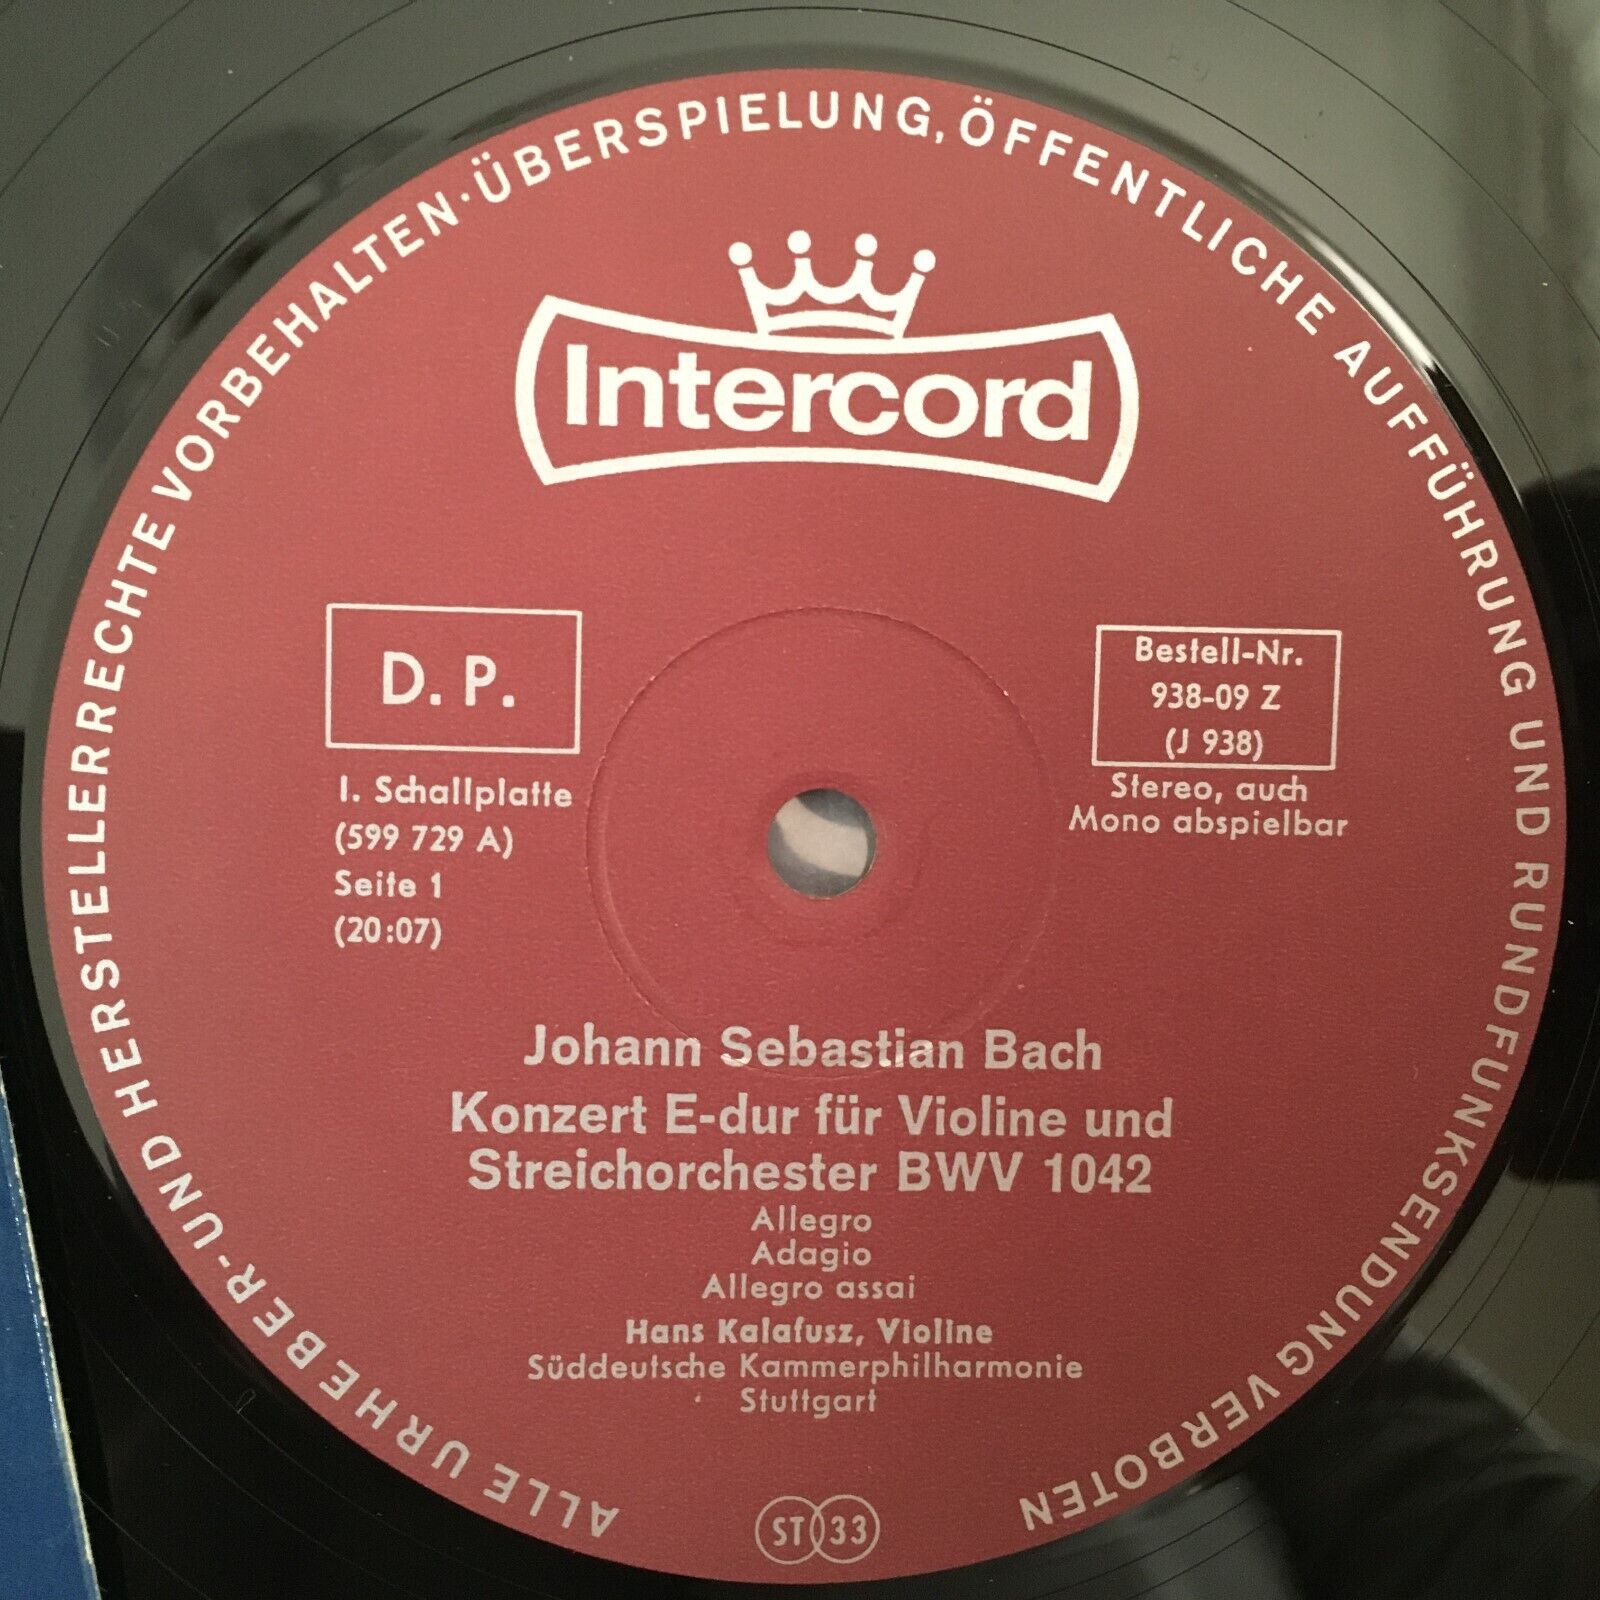 ALLE URHEBER- UND HERSTELLERRECHTE VORBEHALTEN · ÜBERSPIELUNG, ÖFFENTLICHE AUFFÜHRUNG UND RUNDFUNKSENDUNG VERBOTEN
Intercord
D. P.
I. Schallplatte
(599 729 A)
Seite 1
(20:07)
Bestell-Nr.
938-09 Z
(J 938)
Stereo, auch
Mono abspielbar
Johann Sebastian Bach
Konzert E-dur für Violine und
Streichorchester BWV 1042
Allegro
Adagio
Allegro assai
Hans Kalafusz, Violine
Süddeutsche Kammerphilharmonie
Stuttgart
ST 33